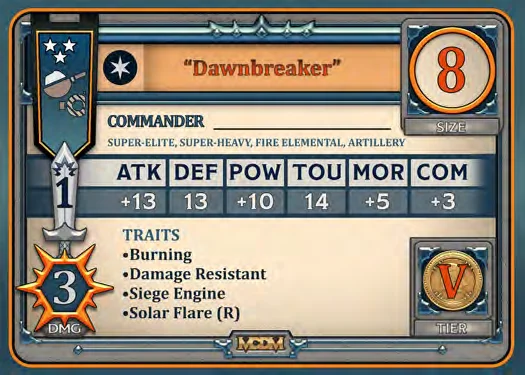 "Dawnbreaker"
8
SIZE
COMMANDER
SUPER-ELITE, SUPER-HEAVY, FIRE ELEMENTAL, ARTILLERY
ATK DEF POW TOU MOR COM
1 +13 13 +10 14 +5 +3
TRAITS
•Burning
•Damage Resistant
•Siege Engine
•Solar Flare (R)
3
DMG
V
TIER
MCDM